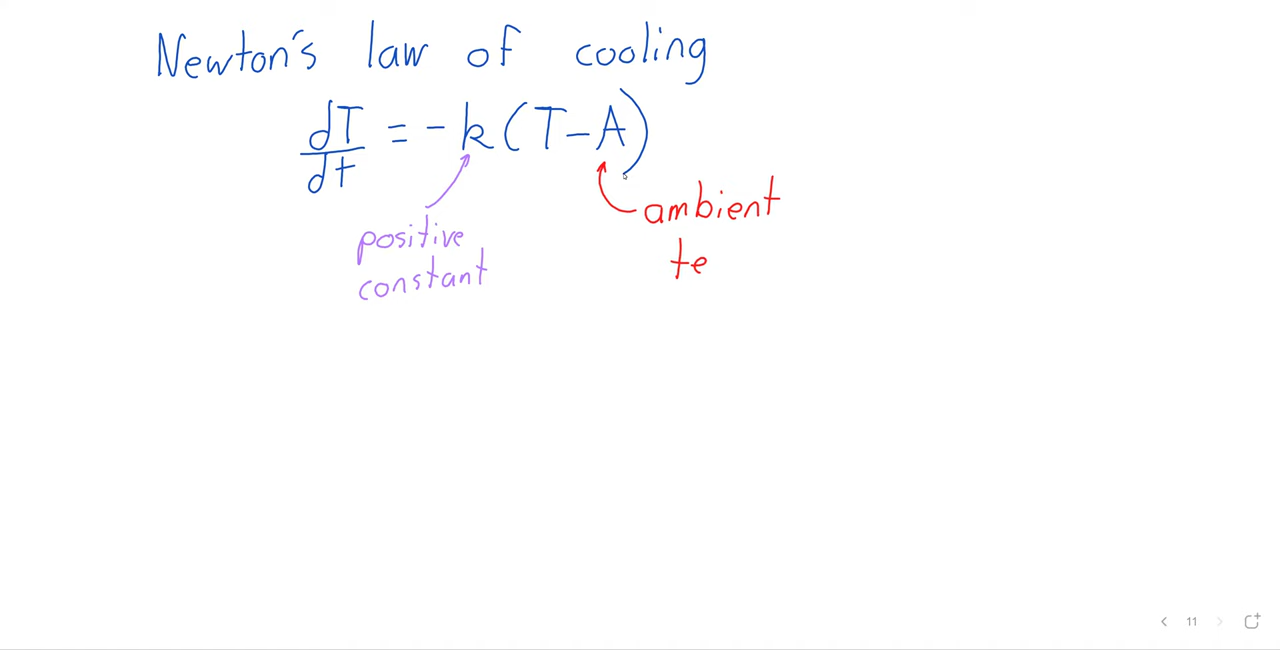 Newton's law of cooling
dT/dt = -k(T-A)
positive
constant
ambient
te
11